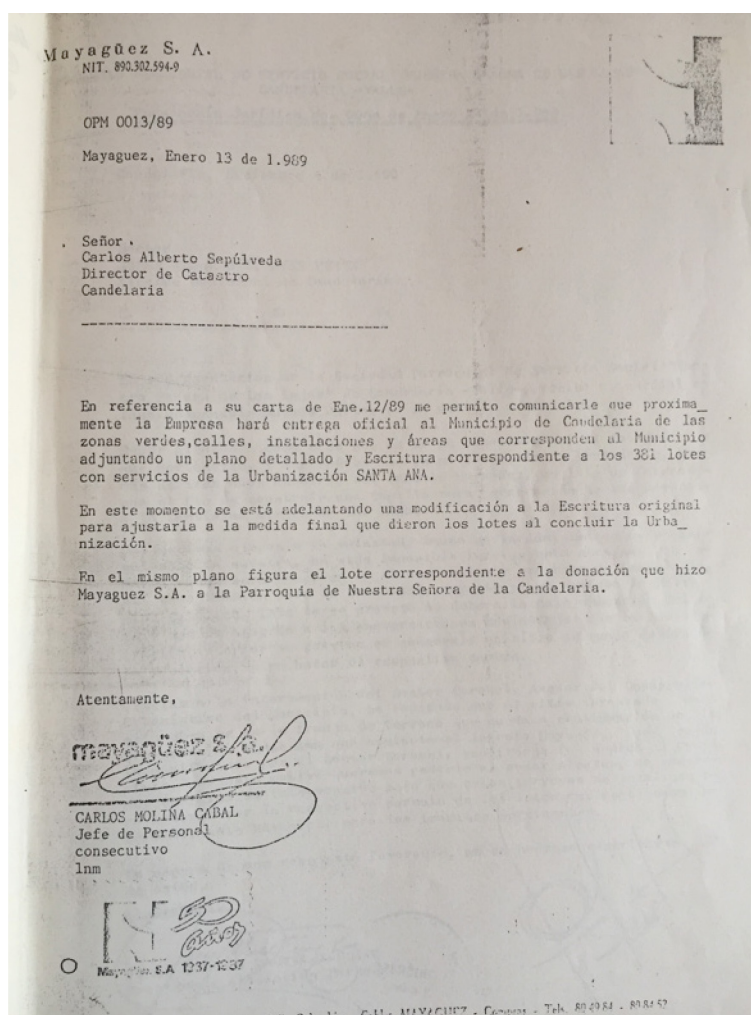 Mayagüez S. A.
NIT. 890.302.594-9
OPM 0013/89
Mayaguez, Enero 13 de 1.989
Señor.
Carlos Alberto Sepúlveda
Director de Catastro
Candelaria
En referencia a su carta de Ene.12/89 me permito comunicarle que proxima_
mente la Empresa hará entrega oficial al Municipio de Candelaria de las
zonas verdes,calles, instalaciones y áreas que corresponden al Municipio
adjuntando un plano detallado y Escritura correspondiente a los 381 lotes
con servicios de la Urbanización SANTA ANA.
En este momento se está adelantando una modificación a la Escritura original
para ajustarla a la medida final que dieron los lotes al concluir la Urba_
nización.
En el mismo plano figura el lote correspondiente a la donación que hizo
Mayaguez S.A. a la Parroquia de Nuestra Señora de la Candelaria.
Atentamente,
mayagüez s/a.
CARLOS MOLINA CABAL
Jefe de Personal
consecutivo
lnm
50
años
Mayagüez S.A 1937-1987
MAYAGUEZ - Tels.